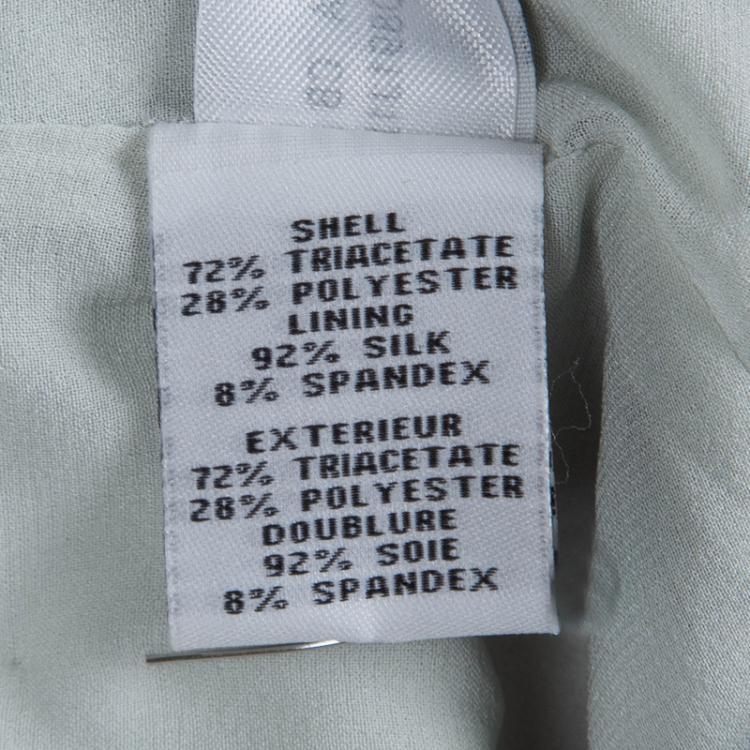 SHELL
72% TRIACETATE
28% POLYESTER
LINING
92% SILK
8% SPANDEX
EXTERIEUR
72% TRIACETATE
28% POLYESTER
DOUBLURE
92% SOIE
8% SPANDEX